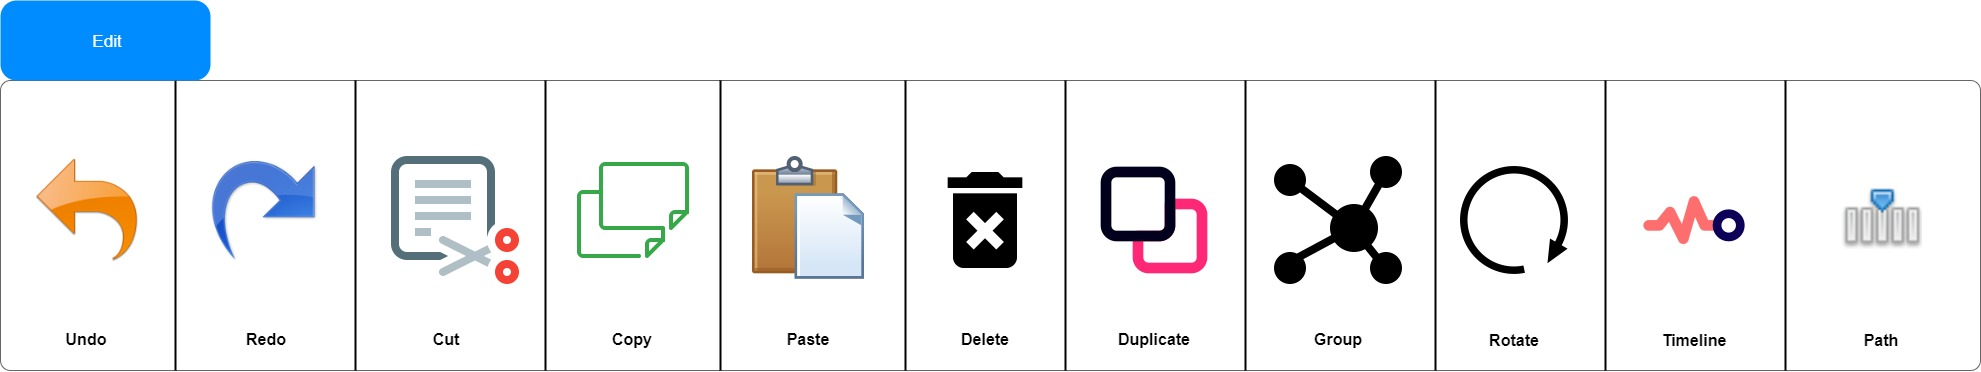 Edit
Undo
Redo
Cut
Copy
Paste
Delete
Duplicate
Group
Rotate
Timeline
Path